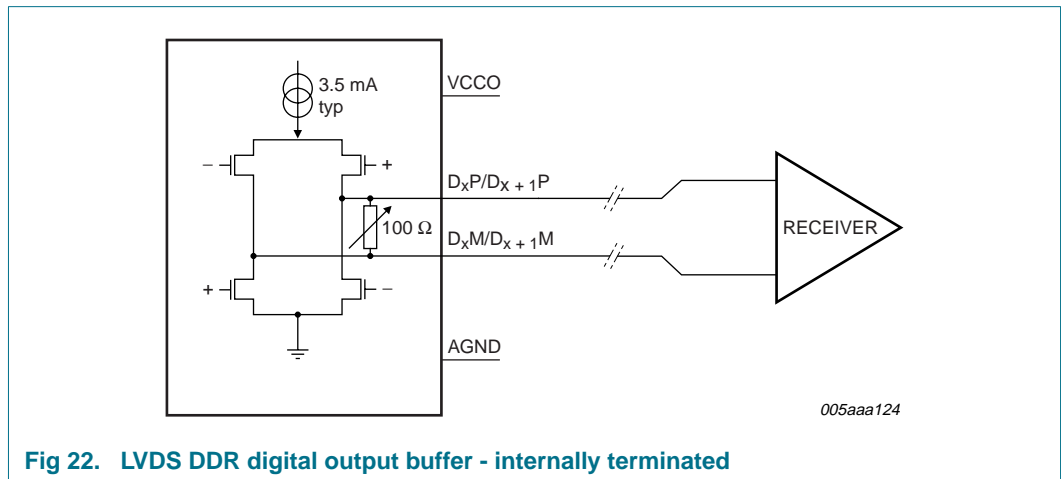 3.5 mA
typ
VCCO
−
+
DxP/Dx + 1P
100 Ω
RECEIVER
DxM/Dx + 1M
+
−
AGND
005aaa124
Fig 22. LVDS DDR digital output buffer - internally terminated